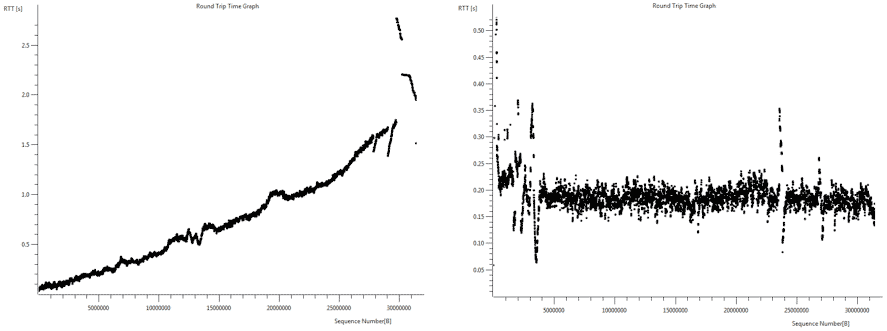 RTT [s]
Round Trip Time Graph
2.5
2.0
1.5
1.0
0.5
5000000 10000000 15000000 20000000 25000000 30000000
Sequence Number[B]
RTT [s]
Round Trip Time Graph
0.50
0.45
0.40
0.35
0.30
0.25
0.20
0.15
0.10
0.05
5000000 10000000 15000000 20000000 25000000 30000000
Sequence Number[B]